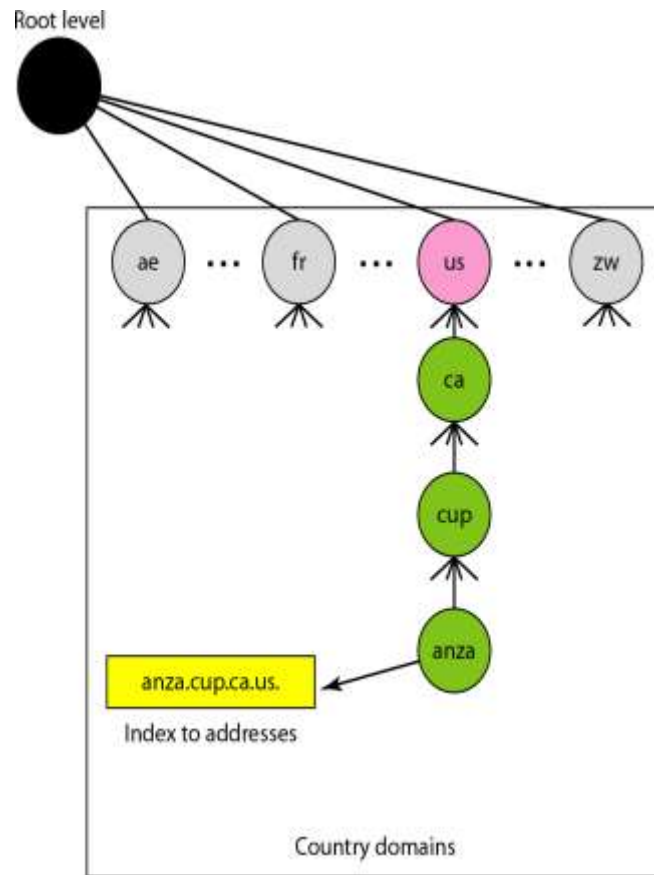 Root level
ae ... fr ... us ... zw
ca
cup
anza
anza.cup.ca.us.
Index to addresses
Country domains